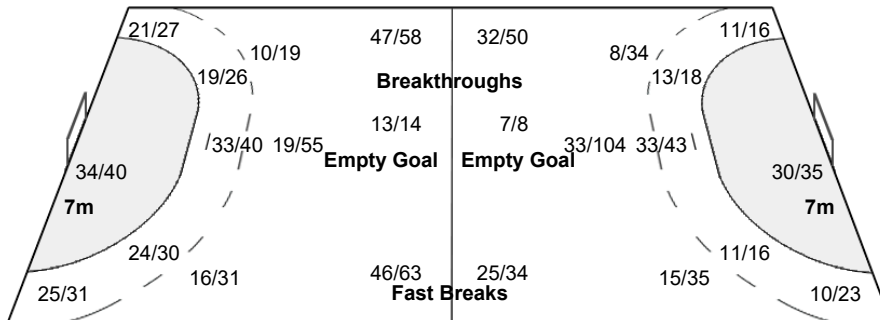 21/27 47/58 32/50 11/16
10/19 8/34
19/26 Breakthroughs 13/18
13/14 7/8
33/40 19/55 33/104 33/43
Empty Goal Empty Goal
34/40 30/35
7m 7m
24/30 11/16
16/31 46/63 25/34 15/35
25/31 Fast Breaks 10/23